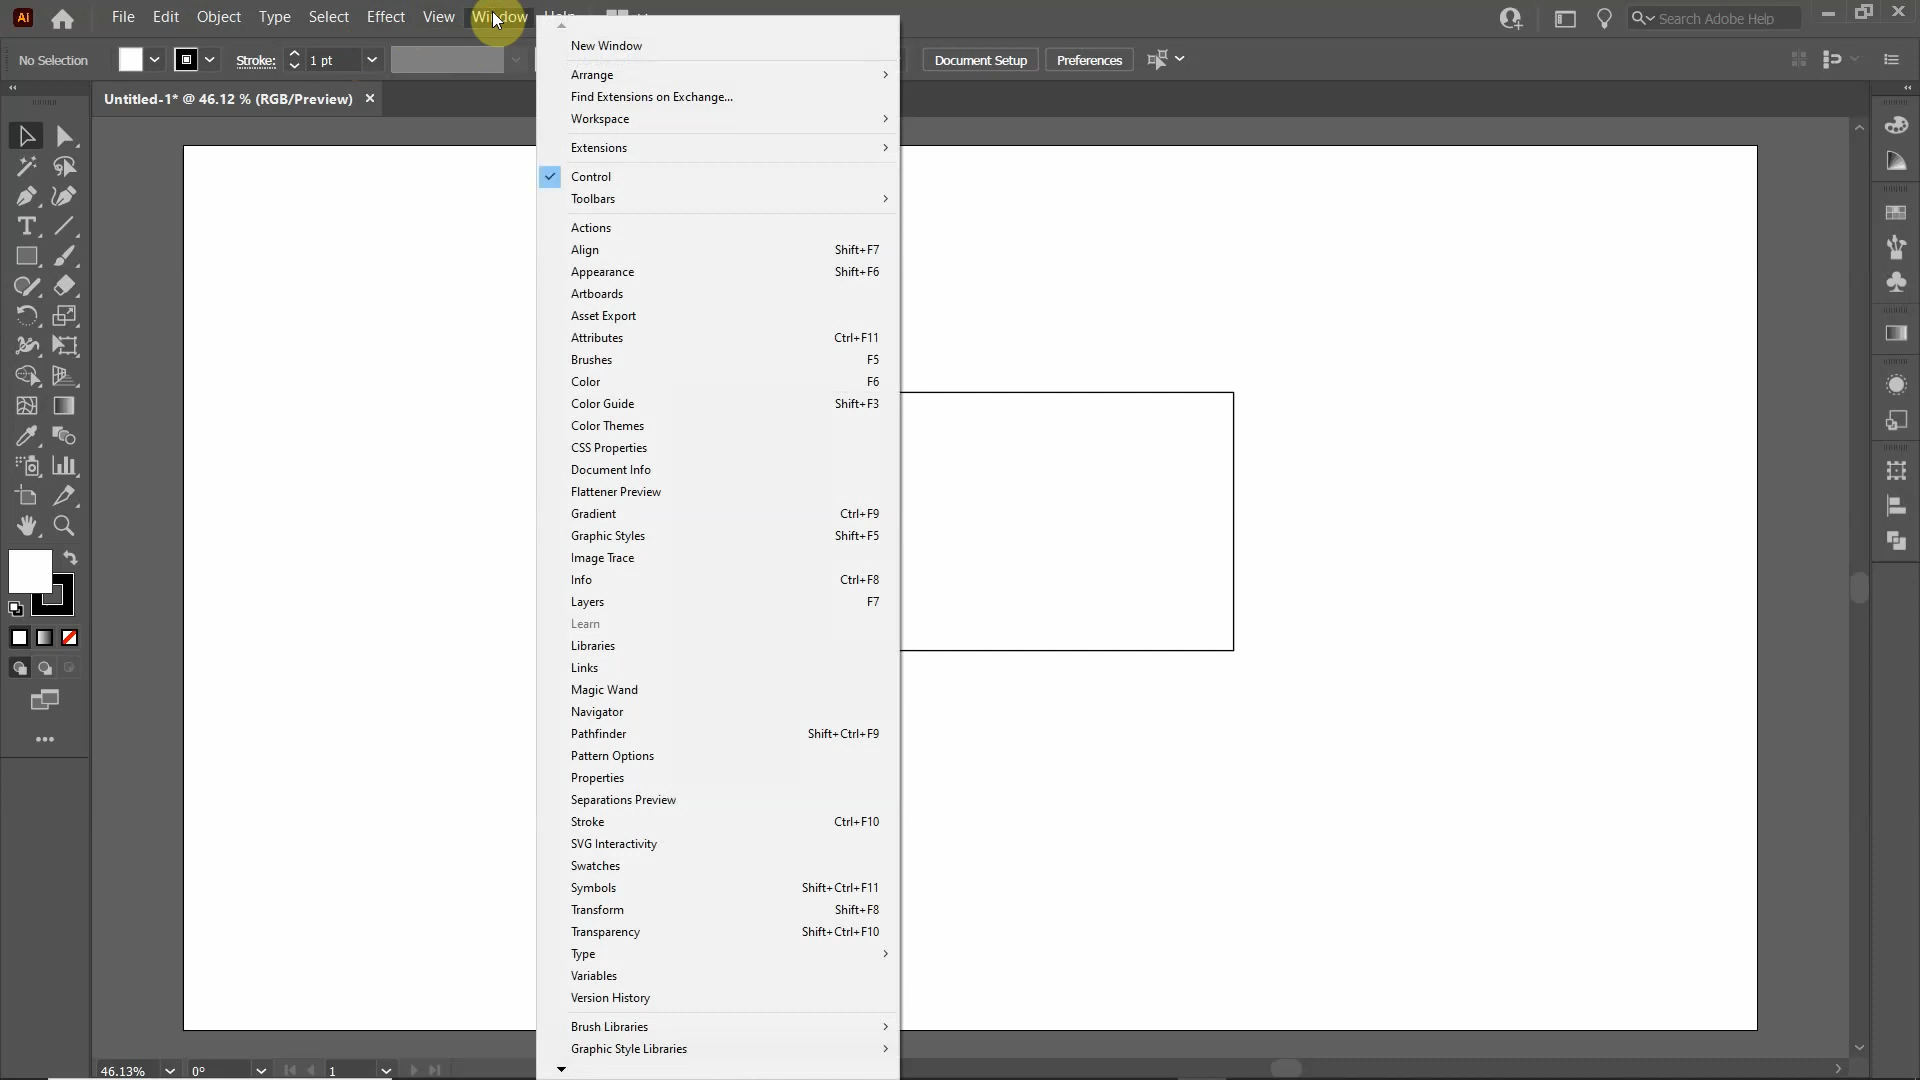 Ai File Edit Object Type Select Effect View Window Search Adobe Help
No Selection Stroke: 1 pt Document Setup Preferences
Untitled-1* @ 46.12 % (RGB/Preview)
New Window
Arrange
Find Extensions on Exchange...
Workspace
Extensions
Control
Toolbars
Actions
Align Shift+F7
Appearance Shift+F6
Artboards
Asset Export
Attributes Ctrl+F11
Brushes F5
Color F6
Color Guide Shift+F3
Color Themes
CSS Properties
Document Info
Flattener Preview
Gradient Ctrl+F9
Graphic Styles Shift+F5
Image Trace
Info Ctrl+F8
Layers F7
Learn
Libraries
Links
Magic Wand
Navigator
Pathfinder Shift+Ctrl+F9
Pattern Options
Properties
Separations Preview
Stroke Ctrl+F10
SVG Interactivity
Swatches
Symbols Shift+Ctrl+F11
Transform Shift+F8
Transparency Shift+Ctrl+F10
Type
Variables
Version History
Brush Libraries
Graphic Style Libraries
46.13% 0° 1